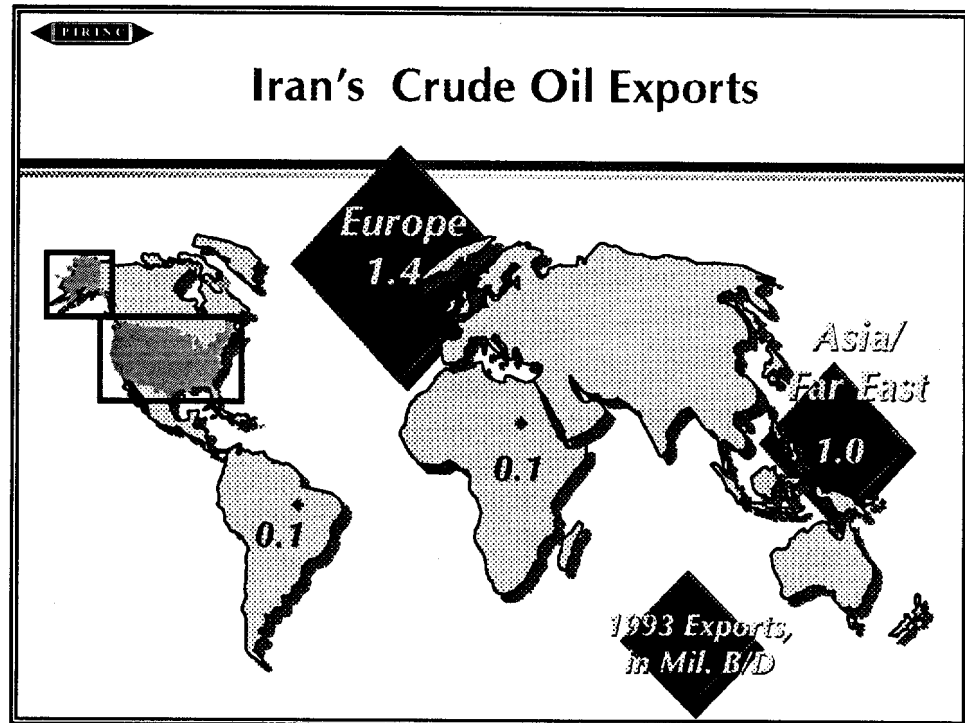 PIRINC
Iran's Crude Oil Exports
Europe
1.4
Asia/
Far East
1.0
0.1
0.1
1993 Exports,
in Mil. B/D